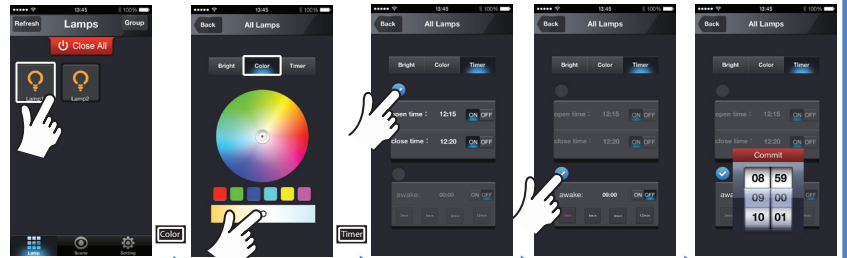 13:45 100%
Refresh Lamps Group
Close All
Lamp1 Lamp2
Lamp Scene Setting
Color
13:45 100%
Back All Lamps
Bright Color Timer
Timer
13:45 100%
Back All Lamps
Bright Color Timer
open time : 12:15 ON OFF
close time : 12:20 ON OFF
awake: 00:00 ON OFF
13:45 100%
Back All Lamps
Bright Color Timer
open time : 12:15 ON OFF
close time : 12:20 ON OFF
awake: 00:00 ON OFF
13:45 100%
Back All Lamps
Bright Color Timer
open time : 12:15 ON OFF
close time : 12:20 ON OFF
Commit
08 59
09 00
10 01